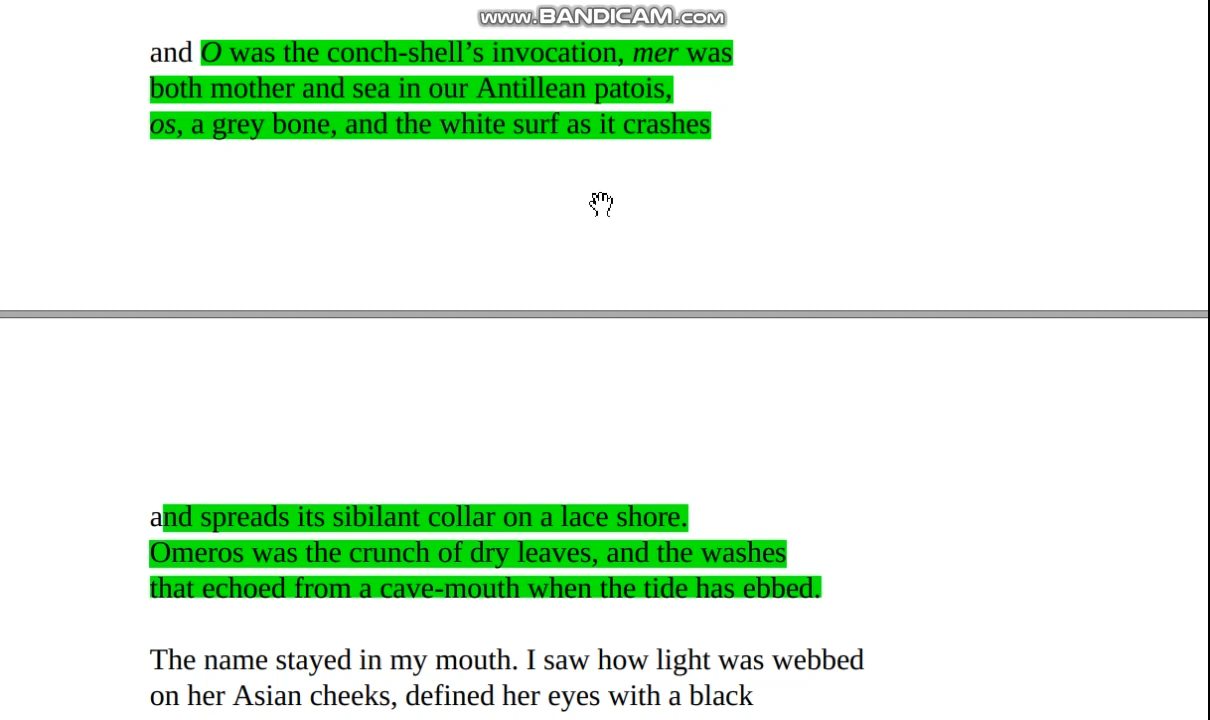 www.BANDICAM.com
and O was the conch-shell’s invocation, mer was
both mother and sea in our Antillean patois,
os, a grey bone, and the white surf as it crashes
and spreads its sibilant collar on a lace shore.
Omeros was the crunch of dry leaves, and the washes
that echoed from a cave-mouth when the tide has ebbed.
The name stayed in my mouth. I saw how light was webbed
on her Asian cheeks, defined her eyes with a black